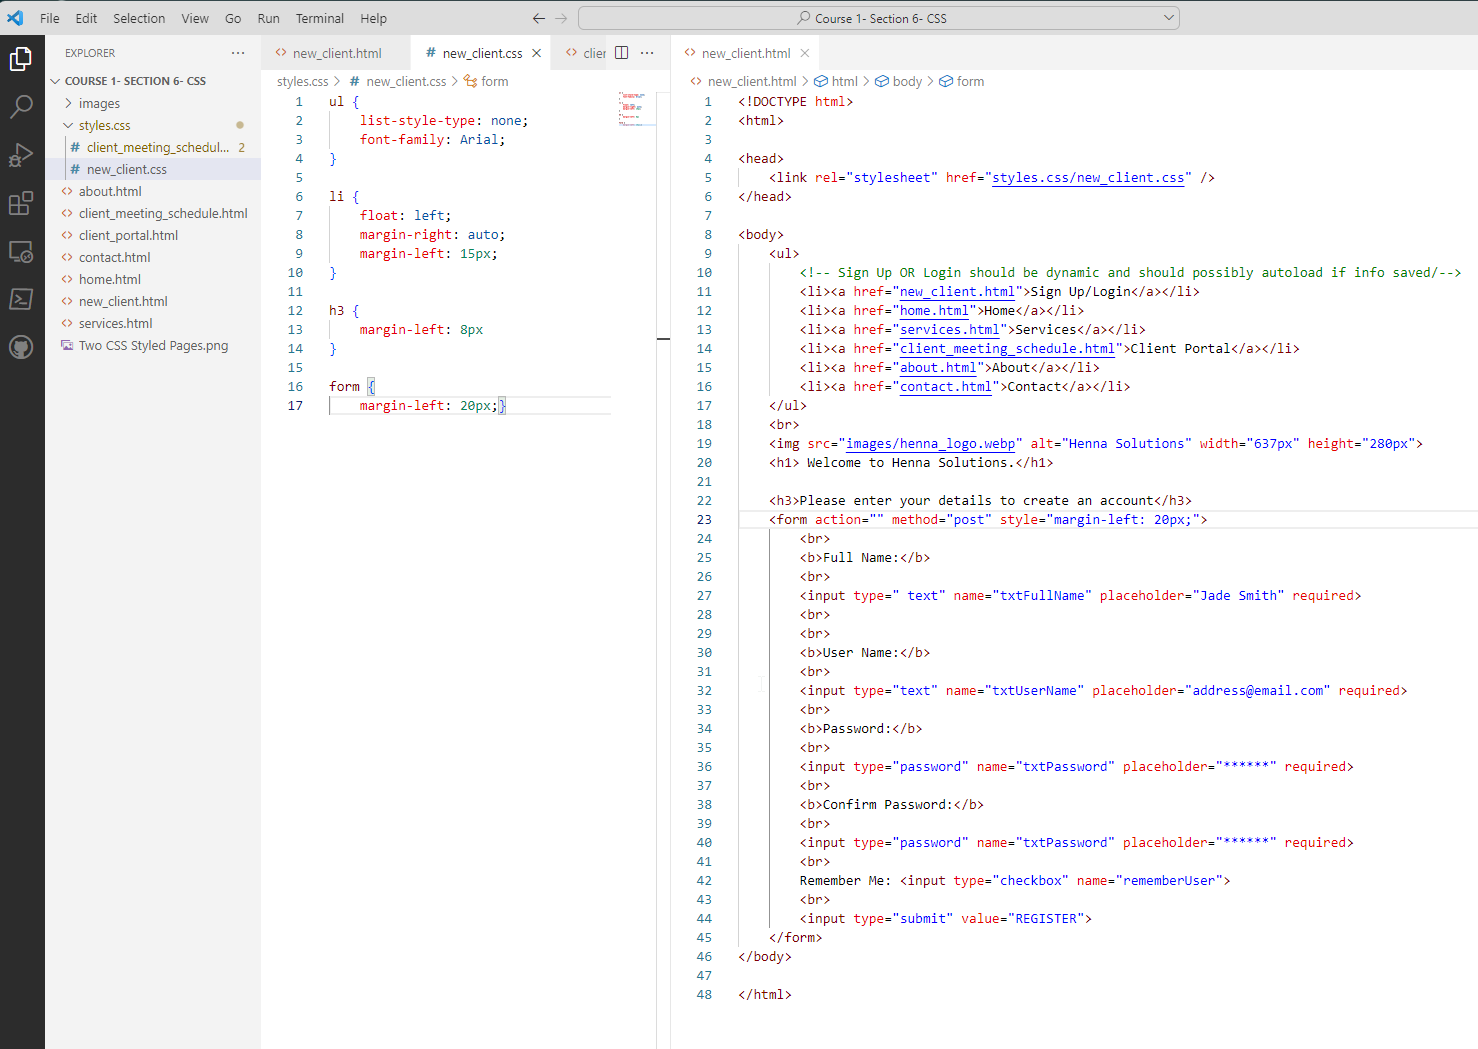 File Edit Selection View Go Run Terminal Help
Course 1- Section 6- CSS
EXPLORER
COURSE 1- SECTION 6- CSS
images
styles.css
client_meeting_schedul... 2
new_client.css
about.html
client_meeting_schedule.html
client_portal.html
contact.html
home.html
new_client.html
services.html
Two CSS Styled Pages.png
new_client.html
# new_client.css
clier
styles.css > # new_client.css > form
1 ul {
2 list-style-type: none;
3 font-family: Arial;
4 }
5
6 li {
7 float: left;
8 margin-right: auto;
9 margin-left: 15px;
10 }
11
12 h3 {
13 margin-left: 8px
14 }
15
16 form {
17 margin-left: 20px;}
new_client.html
new_client.html > html > body > form
1 <!DOCTYPE html>
2 <html>
3
4 <head>
5 <link rel="stylesheet" href="styles.css/new_client.css" />
6 </head>
7
8 <body>
9 <ul>
10 <!-- Sign Up OR Login should be dynamic and should possibly autoload if info saved/-->
11 <li><a href="new_client.html">Sign Up/Login</a></li>
12 <li><a href="home.html">Home</a></li>
13 <li><a href="services.html">Services</a></li>
14 <li><a href="client_meeting_schedule.html">Client Portal</a></li>
15 <li><a href="about.html">About</a></li>
16 <li><a href="contact.html">Contact</a></li>
17 </ul>
18 <br>
19 <img src="images/henna_logo.webp" alt="Henna Solutions" width="637px" height="280px">
20 <h1> Welcome to Henna Solutions.</h1>
21
22 <h3>Please enter your details to create an account</h3>
23 <form action="" method="post" style="margin-left: 20px;">
24 <br>
25 <b>Full Name:</b>
26 <br>
27 <input type=" text" name="txtFullName" placeholder="Jade Smith" required>
28 <br>
29 <br>
30 <b>User Name:</b>
31 <br>
32 <input type="text" name="txtUserName" placeholder="address@email.com" required>
33 <br>
34 <b>Password:</b>
35 <br>
36 <input type="password" name="txtPassword" placeholder="******" required>
37 <br>
38 <b>Confirm Password:</b>
39 <br>
40 <input type="password" name="txtPassword" placeholder="******" required>
41 <br>
42 Remember Me: <input type="checkbox" name="rememberUser">
43 <br>
44 <input type="submit" value="REGISTER">
45 </form>
46 </body>
47
48 </html>